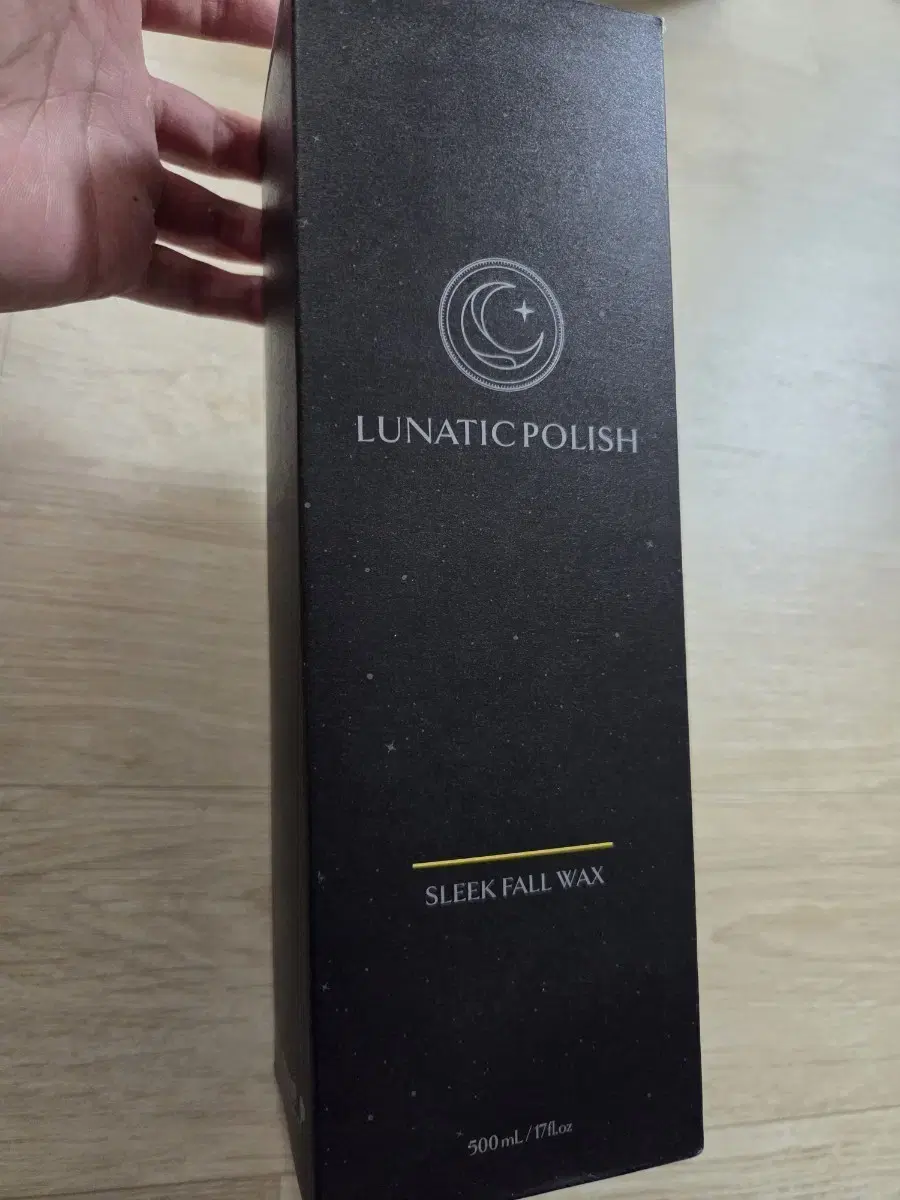 LUNATIC POLISH
SLEEK FALL WAX
500 mL / 17fl.oz